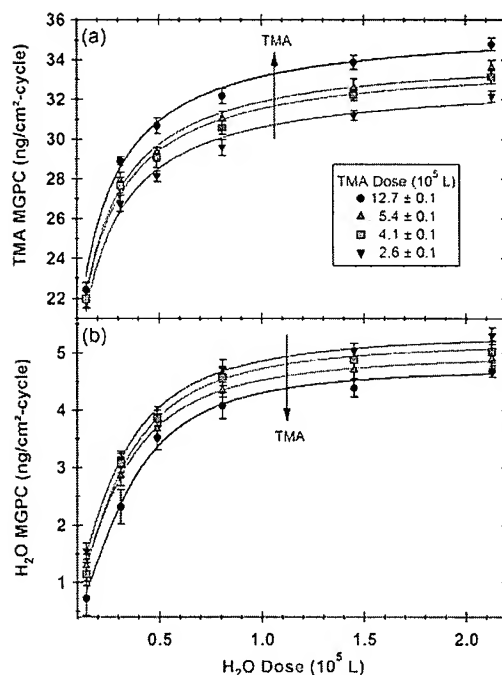 (a)
TMA
TMA MGPC (ng/cm²-cycle)
36
34
32
30
28
26
24
22
TMA Dose (10⁵ L)
12.7 ± 0.1
5.4 ± 0.1
4.1 ± 0.1
2.6 ± 0.1
(b)
TMA
H₂O MGPC (ng/cm²-cycle)
5
4
3
2
1
0.5
1.0
1.5
2.0
H₂O Dose (10⁵ L)